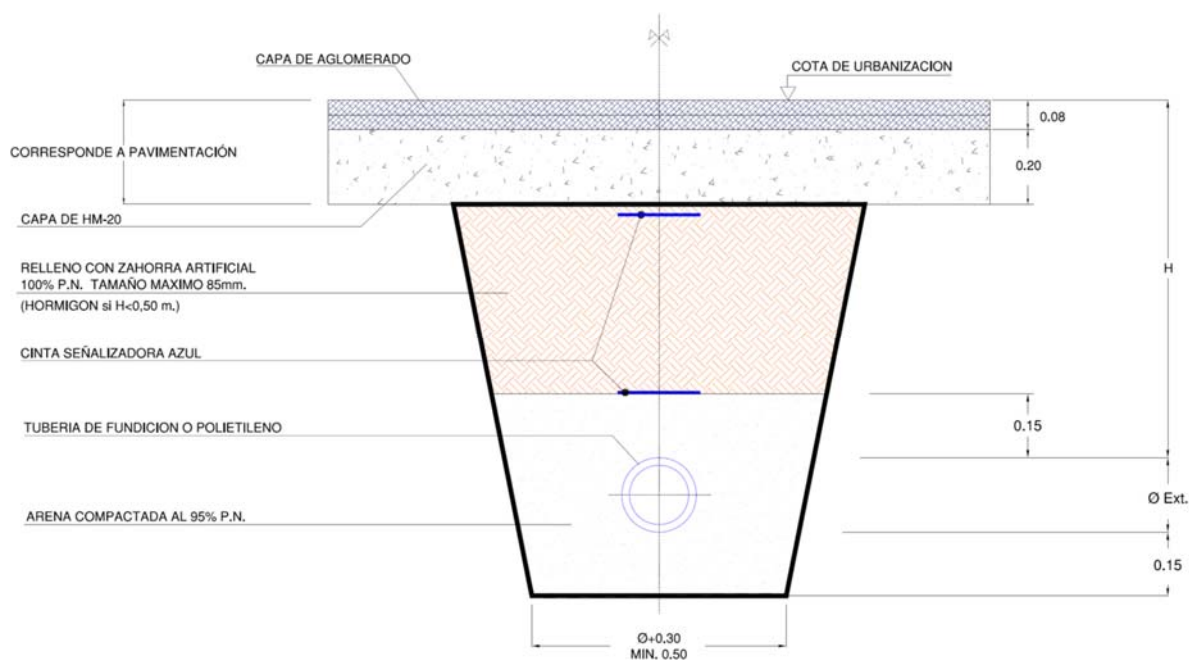 CAPA DE AGLOMERADO
COTA DE URBANIZACION
0.08
CORRESPONDE A PAVIMENTACIÓN
0.20
CAPA DE HM-20
RELLENO CON ZAHORRA ARTIFICIAL
100% P.N. TAMAÑO MAXIMO 85mm.
(HORMIGON si H<0,50 m.)
H
CINTA SEÑALIZADORA AZUL
0.15
TUBERIA DE FUNDICION O POLIETILENO
Ø Ext.
ARENA COMPACTADA AL 95% P.N.
0.15
Ø+0.30
MIN. 0.50